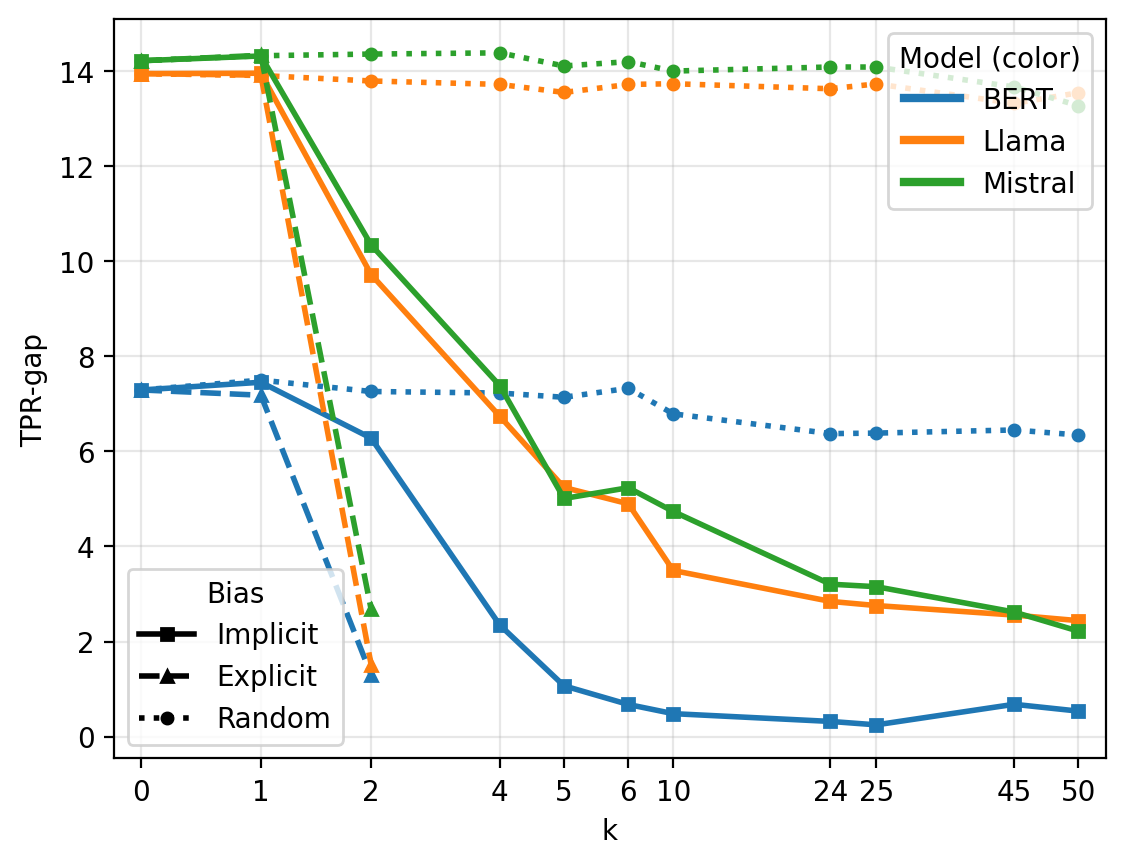 14
12
10
8
6
4
2
0
TPR-gap
Model (color)
BERT
Llama
Mistral
Bias
Implicit
Explicit
Random
0 1 2 4 5 6 10 24 25 45 50
k